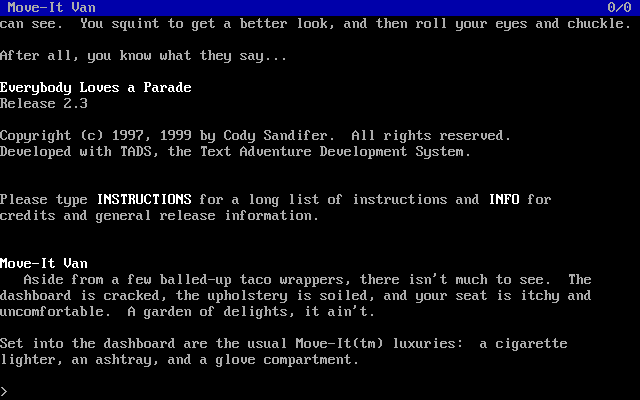 Move-It Van 0/0
can see. You squint to get a better look, and then roll your eyes and chuckle.
After all, you know what they say...
Everybody Loves a Parade
Release 2.3
Copyright (c) 1997, 1999 by Cody Sandifer. All rights reserved.
Developed with TADS, the Text Adventure Development System.
Please type INSTRUCTIONS for a long list of instructions and INFO for
credits and general release information.
Move-It Van
Aside from a few balled-up taco wrappers, there isn't much to see. The
dashboard is cracked, the upholstery is soiled, and your seat is itchy and
uncomfortable. A garden of delights, it ain't.
Set into the dashboard are the usual Move-It(tm) luxuries: a cigarette
lighter, an ashtray, and a glove compartment.
>